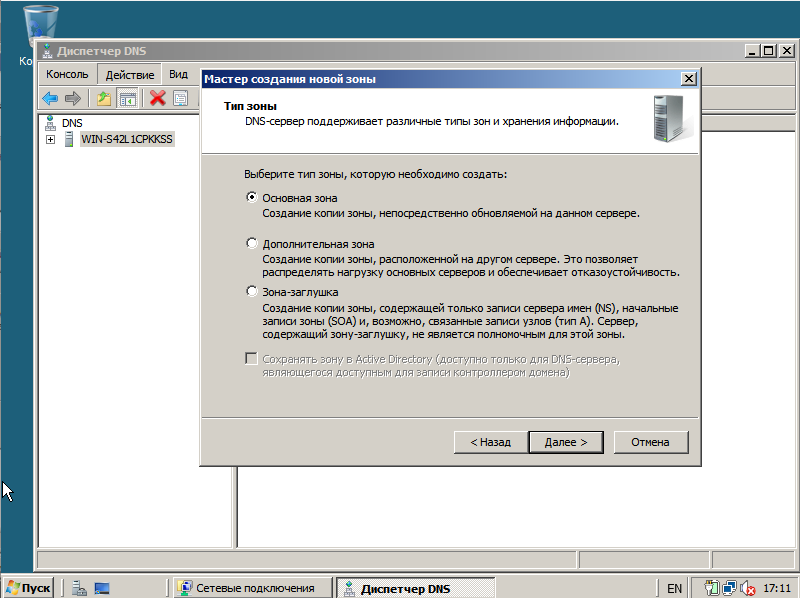 Ко
Диспетчер DNS
Консоль Действие Вид
Мастер создания новой зоны
Тип зоны
DNS-сервер поддерживает различные типы зон и хранения информации.
DNS
WIN-S42L1CPKKSS
Выберите тип зоны, которую необходимо создать:
Основная зона
Создание копии зоны, непосредственно обновляемой на данном сервере.
Дополнительная зона
Создание копии зоны, расположенной на другом сервере. Это позволяет
распределять нагрузку основных серверов и обеспечивает отказоустойчивость.
Зона-заглушка
Создание копии зоны, содержащей только записи сервера имен (NS), начальные
записи зоны (SOA) и, возможно, связанные записи узлов (тип A). Сервер,
содержащий зону-заглушку, не является полномочным для этой зоны.
Сохранять зону в Active Directory (доступно только для DNS-сервера,
являющегося доступным для записи контроллером домена)
< Назад Далее > Отмена
Пуск Сетевые подключения Диспетчер DNS EN 17:11